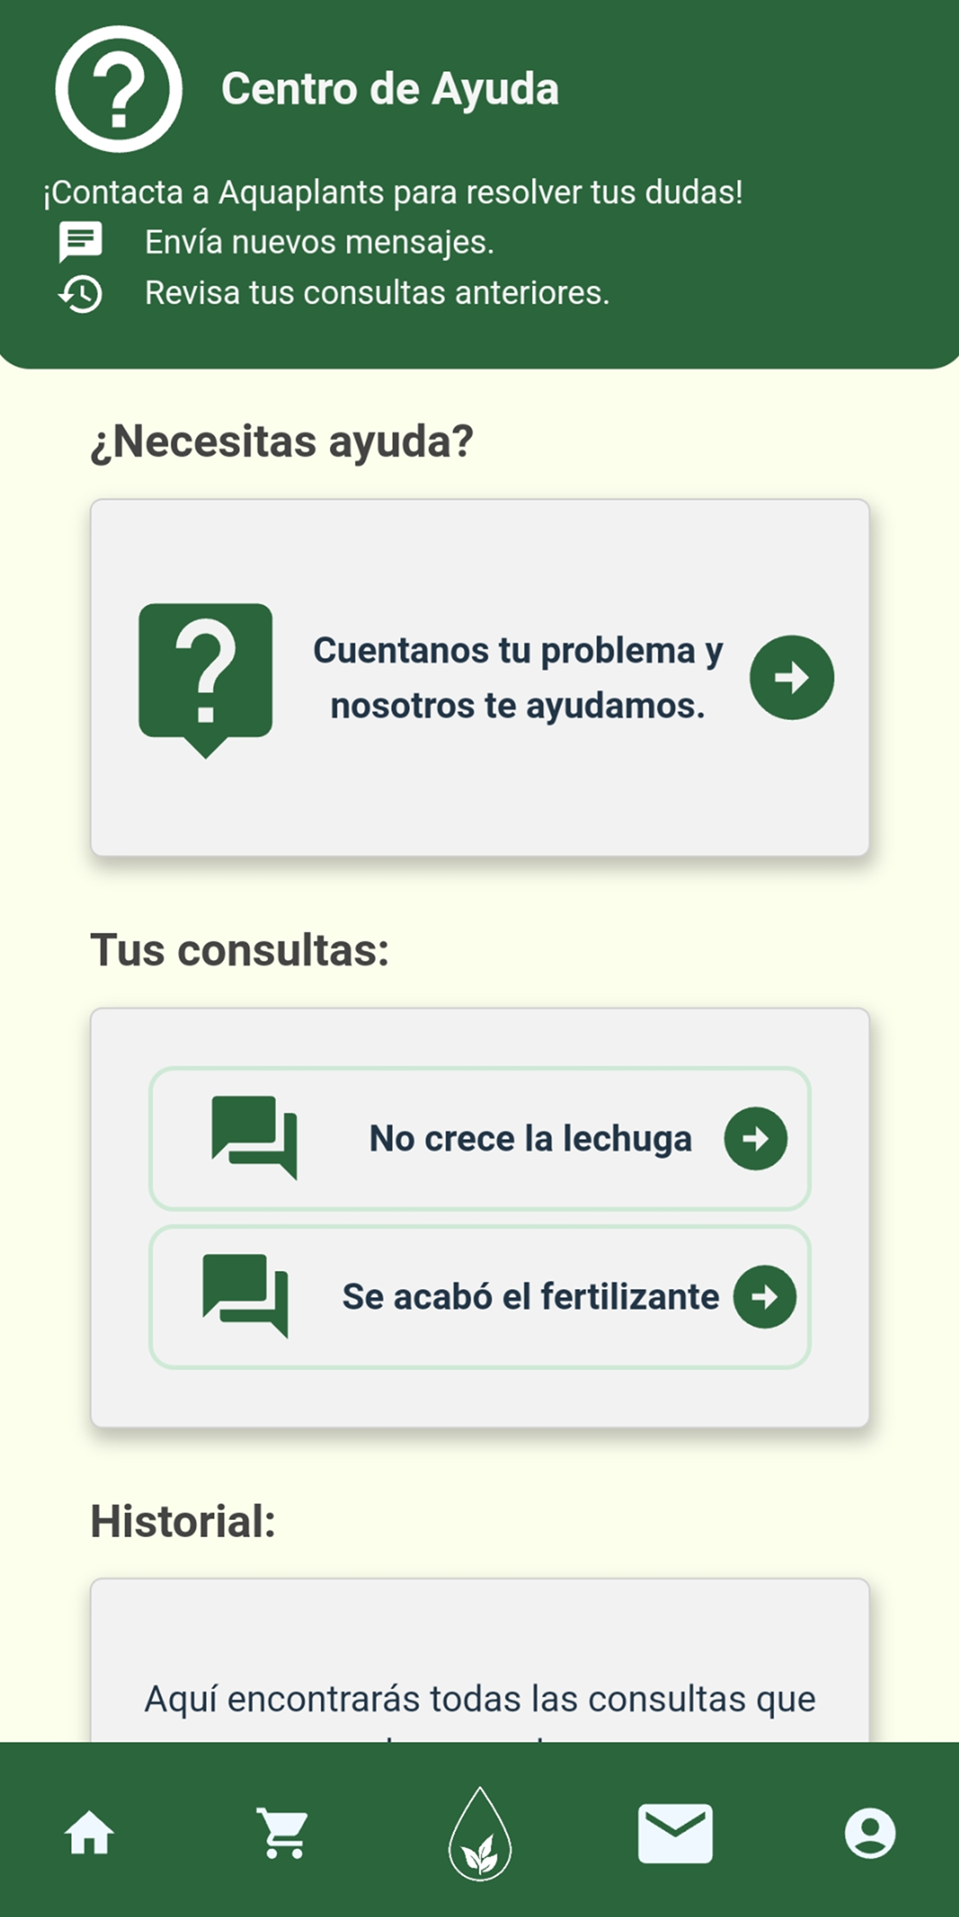 Centro de Ayuda
¡Contacta a Aquaplants para resolver tus dudas!
Envía nuevos mensajes.
Revisa tus consultas anteriores.
¿Necesitas ayuda?
Cuentanos tu problema y
nosotros te ayudamos.
Tus consultas:
No crece la lechuga
Se acabó el fertilizante
Historial:
Aquí encontrarás todas las consultas que